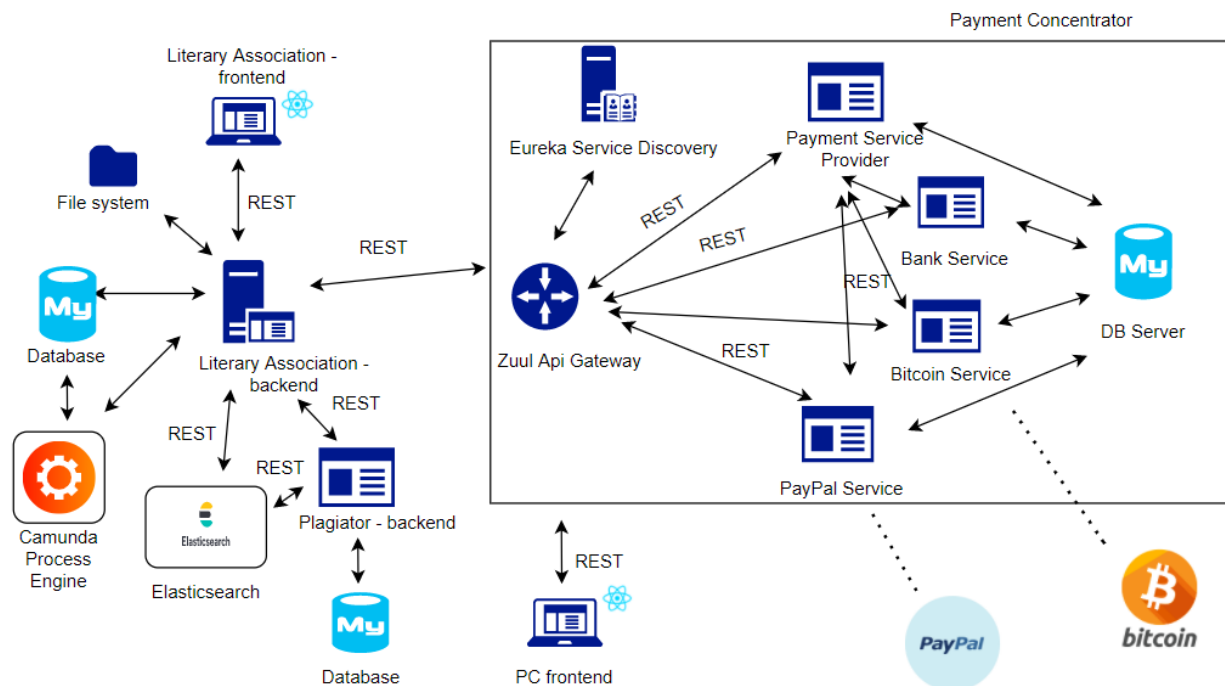 Payment Concentrator
Literary Association -
frontend
REST
File system
Eureka Service Discovery
Payment Service
Provider
REST
REST
REST
REST
Bank Service
My
DB Server
My
Database
Literary Association -
backend
Zuul Api Gateway
REST
Bitcoin Service
REST
REST
REST
PayPal Service
Plagiator - backend
Elasticsearch
Elasticsearch
Camunda
Process
Engine
REST
My
Database
PC frontend
PayPal
bitcoin